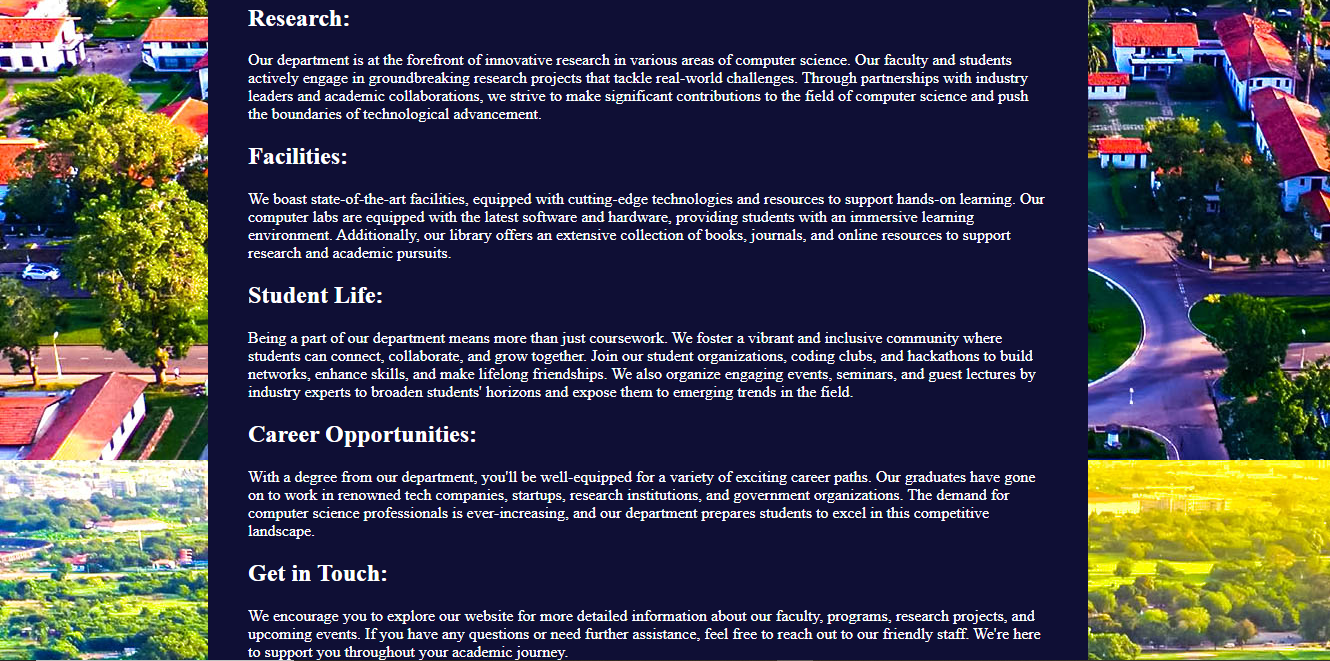 Research:
Our department is at the forefront of innovative research in various areas of computer science. Our faculty and students
actively engage in groundbreaking research projects that tackle real-world challenges. Through partnerships with industry
leaders and academic collaborations, we strive to make significant contributions to the field of computer science and push
the boundaries of technological advancement.
Facilities:
We boast state-of-the-art facilities, equipped with cutting-edge technologies and resources to support hands-on learning. Our
computer labs are equipped with the latest software and hardware, providing students with an immersive learning
environment. Additionally, our library offers an extensive collection of books, journals, and online resources to support
research and academic pursuits.
Student Life:
Being a part of our department means more than just coursework. We foster a vibrant and inclusive community where
students can connect, collaborate, and grow together. Join our student organizations, coding clubs, and hackathons to build
networks, enhance skills, and make lifelong friendships. We also organize engaging events, seminars, and guest lectures by
industry experts to broaden students' horizons and expose them to emerging trends in the field.
Career Opportunities:
With a degree from our department, you'll be well-equipped for a variety of exciting career paths. Our graduates have gone
on to work in renowned tech companies, startups, research institutions, and government organizations. The demand for
computer science professionals is ever-increasing, and our department prepares students to excel in this competitive
landscape.
Get in Touch:
We encourage you to explore our website for more detailed information about our faculty, programs, research projects, and
upcoming events. If you have any questions or need further assistance, feel free to reach out to our friendly staff. We're here
to support you throughout your academic journey.